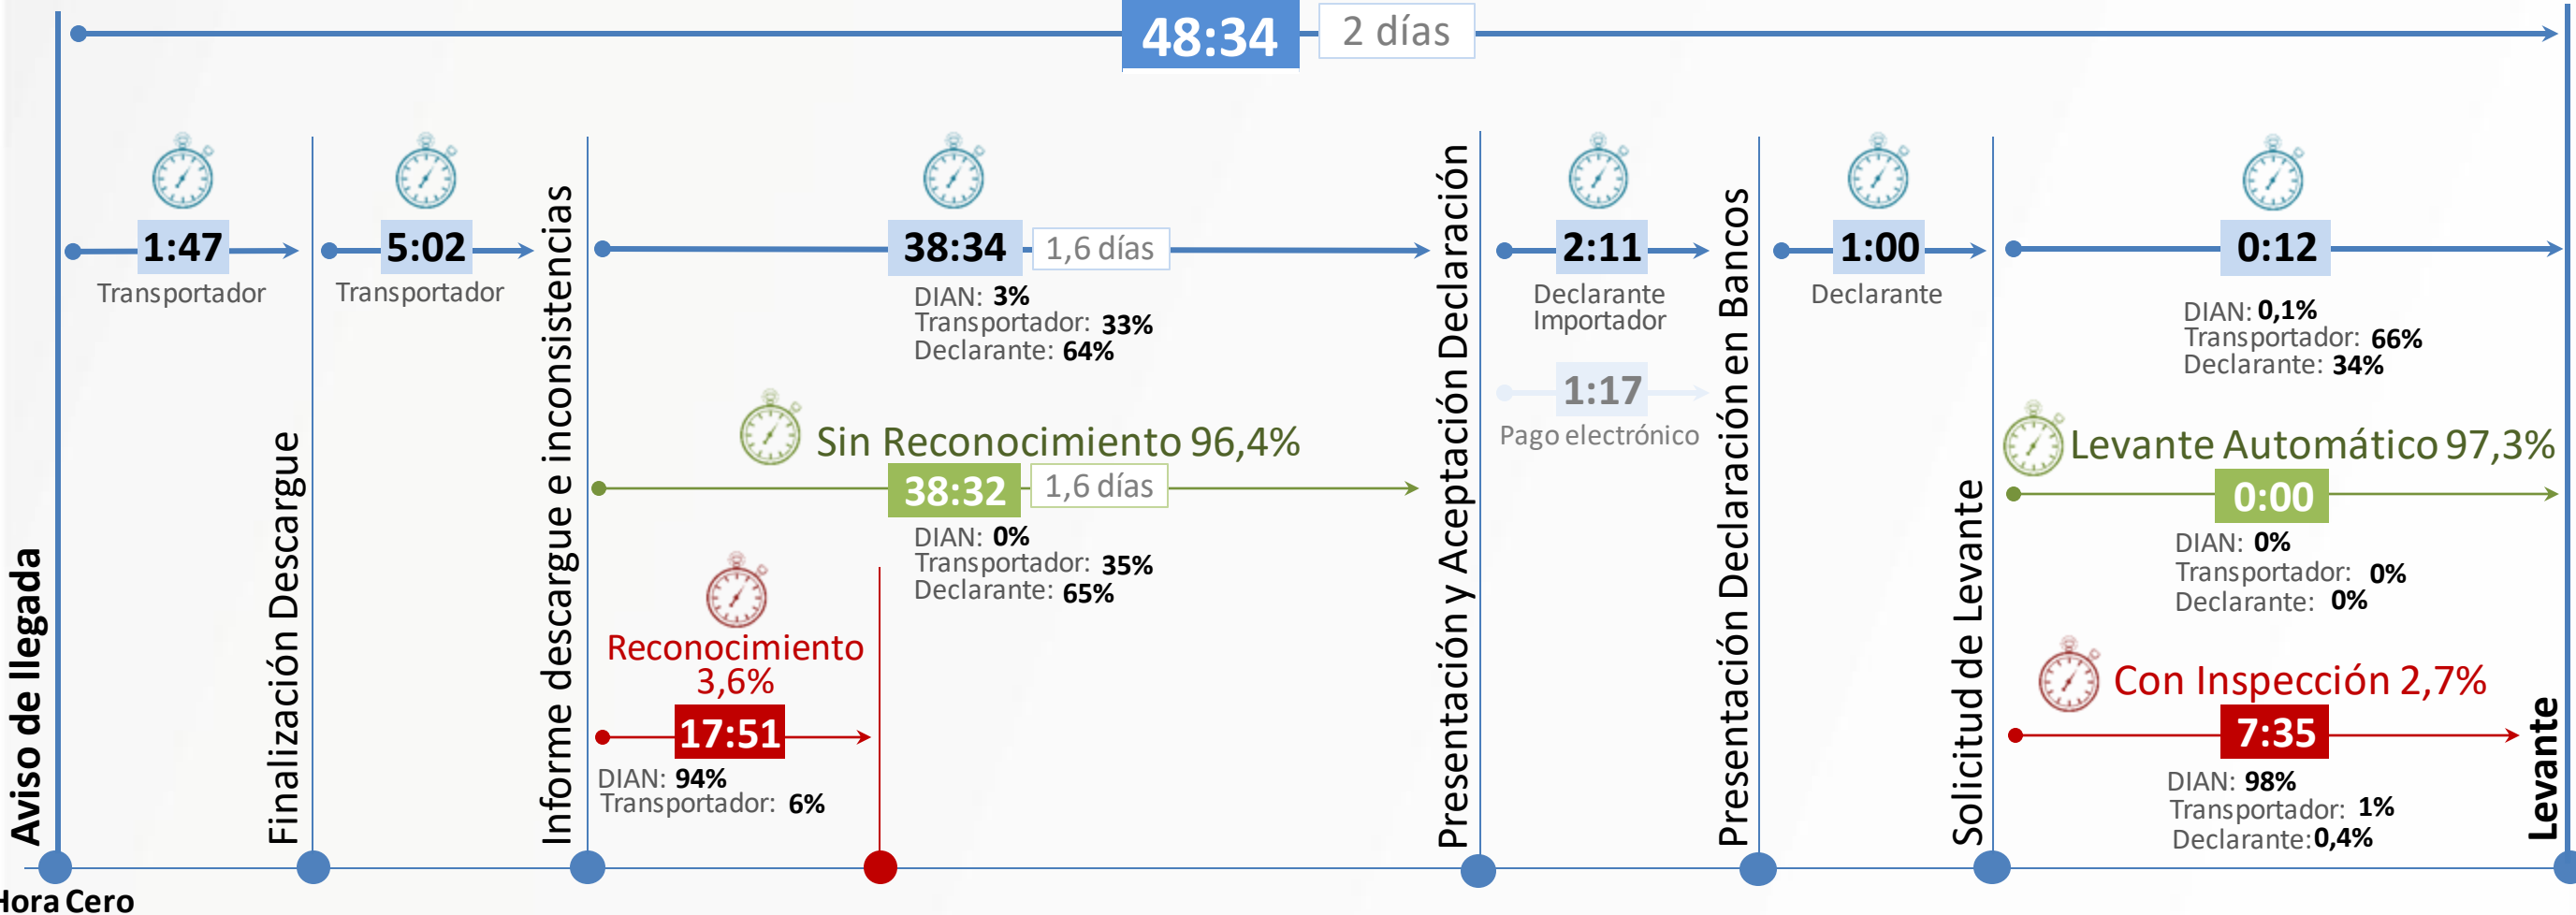 48:34
2 días
Aviso de llegada
1:47
Transportador
Finalización Descargue
5:02
Transportador
Informe descargue e inconsistencias
38:34
1,6 días
DIAN: 3%
Transportador: 33%
Declarante: 64%
Sin Reconocimiento 96,4%
38:32
1,6 días
DIAN: 0%
Transportador: 35%
Declarante: 65%
Reconocimiento
3,6%
17:51
DIAN: 94%
Transportador: 6%
Presentación y Aceptación Declaración
2:11
Declarante
Importador
1:17
Pago electrónico
Presentación Declaración en Bancos
1:00
Declarante
Solicitud de Levante
0:12
DIAN: 0,1%
Transportador: 66%
Declarante: 34%
Levante Automático 97,3%
0:00
DIAN: 0%
Transportador: 0%
Declarante: 0%
Con Inspección 2,7%
7:35
DIAN: 98%
Transportador: 1%
Declarante: 0,4%
Levante
Hora Cero